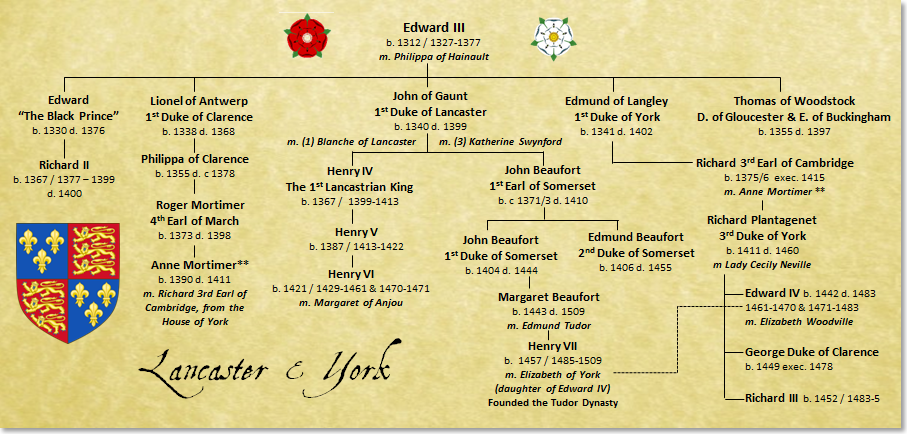 Edward III
b. 1312 / 1327-1377
m. Philippa of Hainault
Edward
“The Black Prince”
b. 1330 d. 1376
Richard II
b. 1367 / 1377 – 1399
d. 1400
Lionel of Antwerp
1st Duke of Clarence
b. 1338 d. 1368
Philippa of Clarence
b. 1355 d. c 1378
Roger Mortimer
4th Earl of March
b. 1373 d. 1398
Anne Mortimer**
b. 1390 d. 1411
m. Richard 3rd Earl of
Cambridge, from the
House of York
John of Gaunt
1st Duke of Lancaster
b. 1340 d. 1399
m. (1) Blanche of Lancaster
m. (3) Katherine Swynford
Henry IV
The 1st Lancastrian King
b. 1367 / 1399-1413
Henry V
b. 1387 / 1413-1422
Henry VI
b. 1421 / 1429-1461 & 1470-1471
m. Margaret of Anjou
John Beaufort
1st Earl of Somerset
b. c 1371/3 d. 1410
John Beaufort
1st Duke of Somerset
b. 1404 d. 1444
Edmund Beaufort
2nd Duke of Somerset
b. 1406 d. 1455
Margaret Beaufort
b. 1443 d. 1509
m. Edmund Tudor
Henry VII
b. 1457 / 1485-1509
m. Elizabeth of York
(daughter of Edward IV)
Founded the Tudor Dynasty
Edmund of Langley
1st Duke of York
b. 1341 d. 1402
Thomas of Woodstock
D. of Gloucester & E. of Buckingham
b. 1355 d. 1397
Richard 3rd Earl of Cambridge
b. 1375/6 exec. 1415
m. Anne Mortimer **
Richard Plantagenet
3rd Duke of York
b. 1411 d. 1460
m Lady Cecily Neville
Edward IV b. 1442 d. 1483
1461-1470 & 1471-1483
m. Elizabeth Woodville
George Duke of Clarence
b. 1449 exec. 1478
Richard III b. 1452 / 1483-5
Lancaster & York